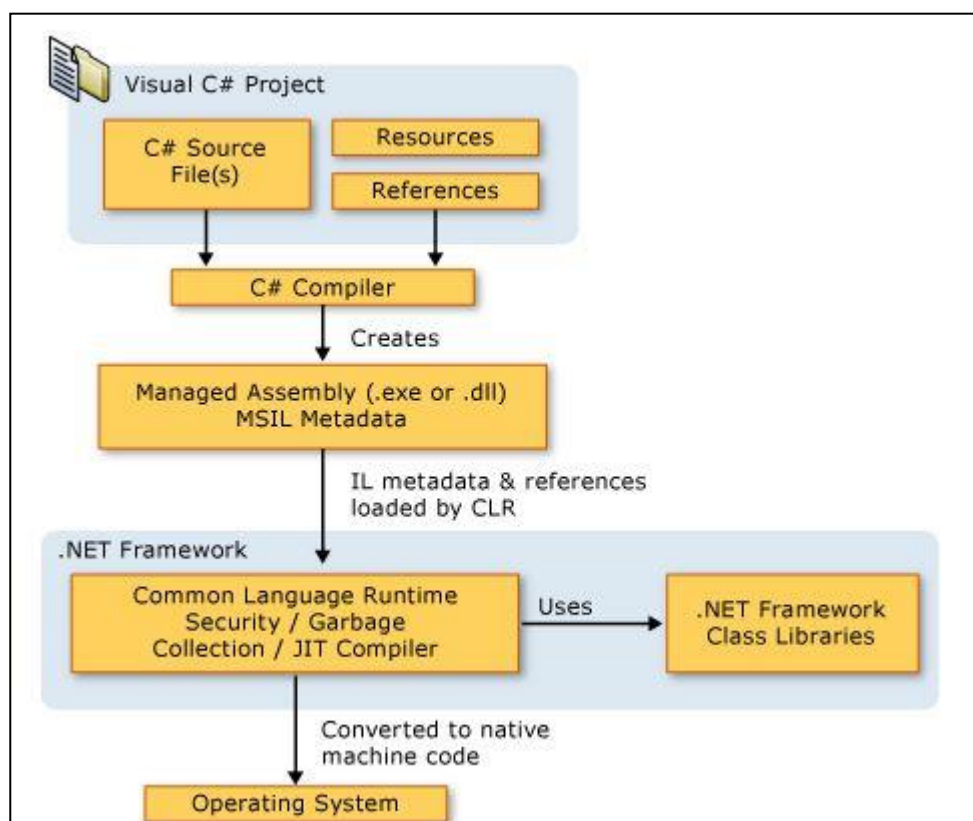 Visual C# Project
C# Source
File(s)
Resources
References
C# Compiler
Creates
Managed Assembly (.exe or .dll)
MSIL Metadata
IL metadata & references
loaded by CLR
.NET Framework
Common Language Runtime
Security / Garbage
Collection / JIT Compiler
Uses
.NET Framework
Class Libraries
Converted to native
machine code
Operating System